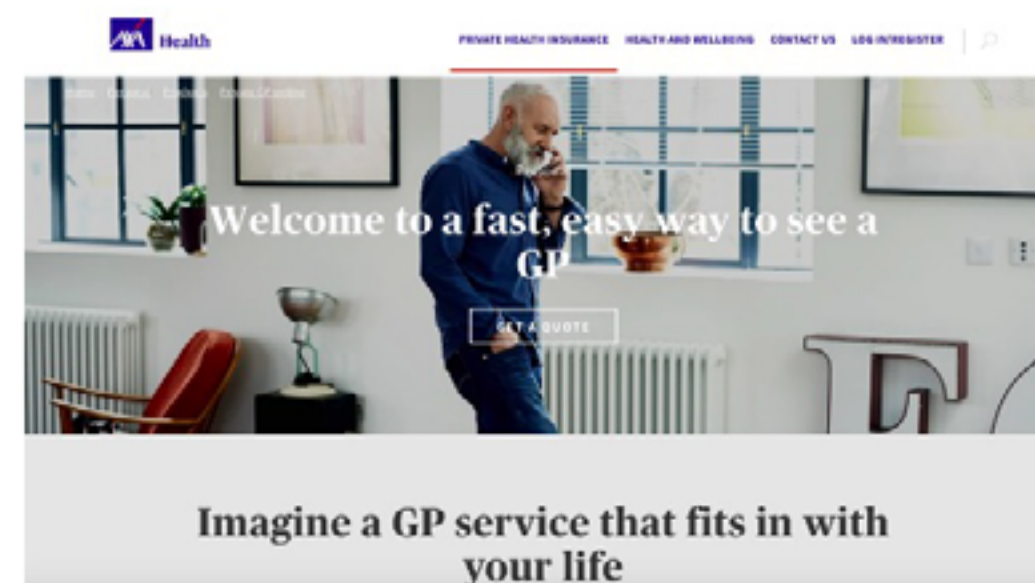 AXA Health
PRIVATE HEALTH INSURANCE HEALTH AND WELLBEING CONTACT US LOG IN/REGISTER
Welcome to a fast, easy way to see a
GP
GET A QUOTE
Imagine a GP service that fits in with
your life